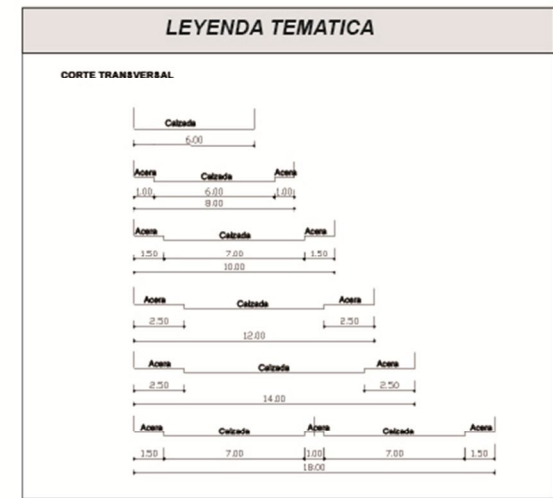 LEYENDA TEMATICA
CORTE TRANSVERSAL
Calzada
6.00
Acera Calzada Acera
1.00 6.00 1.00
8.00
Acera Calzada Acera
1.50 7.00 1.50
10.00
Acera Calzada Acera
2.50 2.50
12.00
Acera Calzada Acera
2.50 2.50
14.00
Acera Calzada Acera Calzada Acera
1.50 7.00 1.00 7.00 1.50
18.00